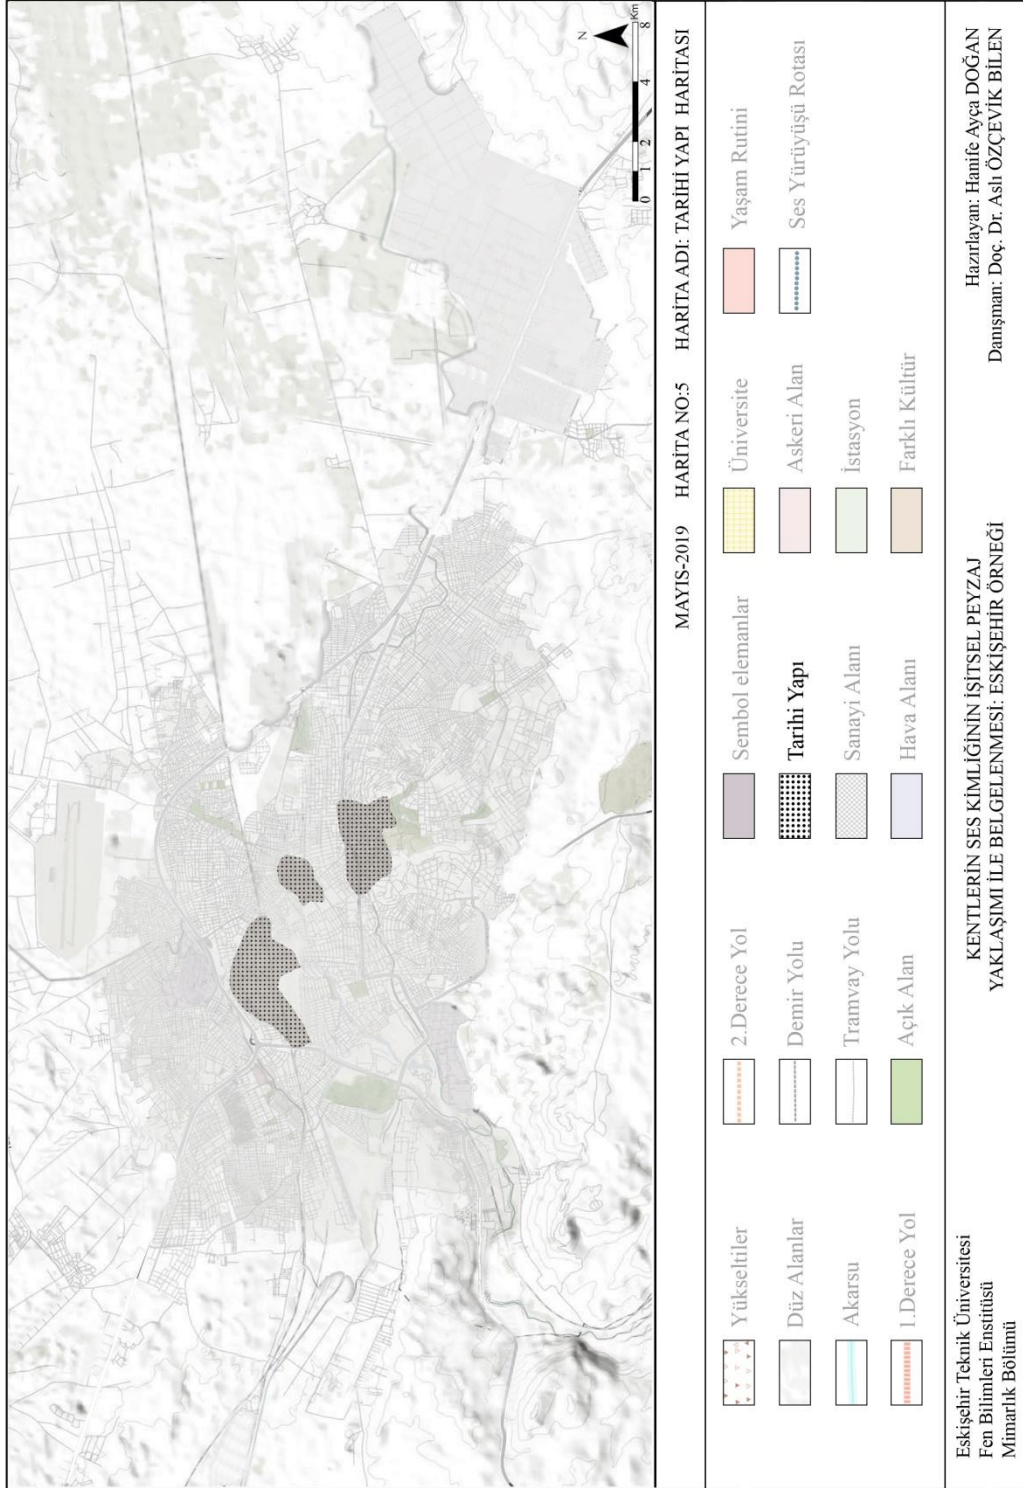 N
0 1 2 4 8
Km
MAYIS-2019 HARİTA NO:5 HARİTA ADI: TARİHİ YAPI HARİTASI
Yükseltiler
Düz Alanlar
Akarsu
1.Derece Yol
2.Derece Yol
Demir Yolu
Tramvay Yolu
Açık Alan
Sembol elemanlar
Tarihi Yapı
Sanayi Alanı
Hava Alanı
Üniversite
Askeri Alan
İstasyon
Farklı Kültür
Yaşam Rutini
Ses Yürüyüşü Rotası
Eskişehir Teknik Üniversitesi
Fen Bilimleri Enstitüsü
Mimarlık Bölümü
KENTLERİN SES KİMLİĞİNİN İŞİTSEL PEYZAJ
YAKLAŞIMI İLE BELGELENMESİ: ESKİŞEHİR ÖRNEĞİ
Hazırlayan: Hanife Ayça DOĞAN
Danışman: Doç. Dr. Aslı ÖZÇEVİK BİLEN